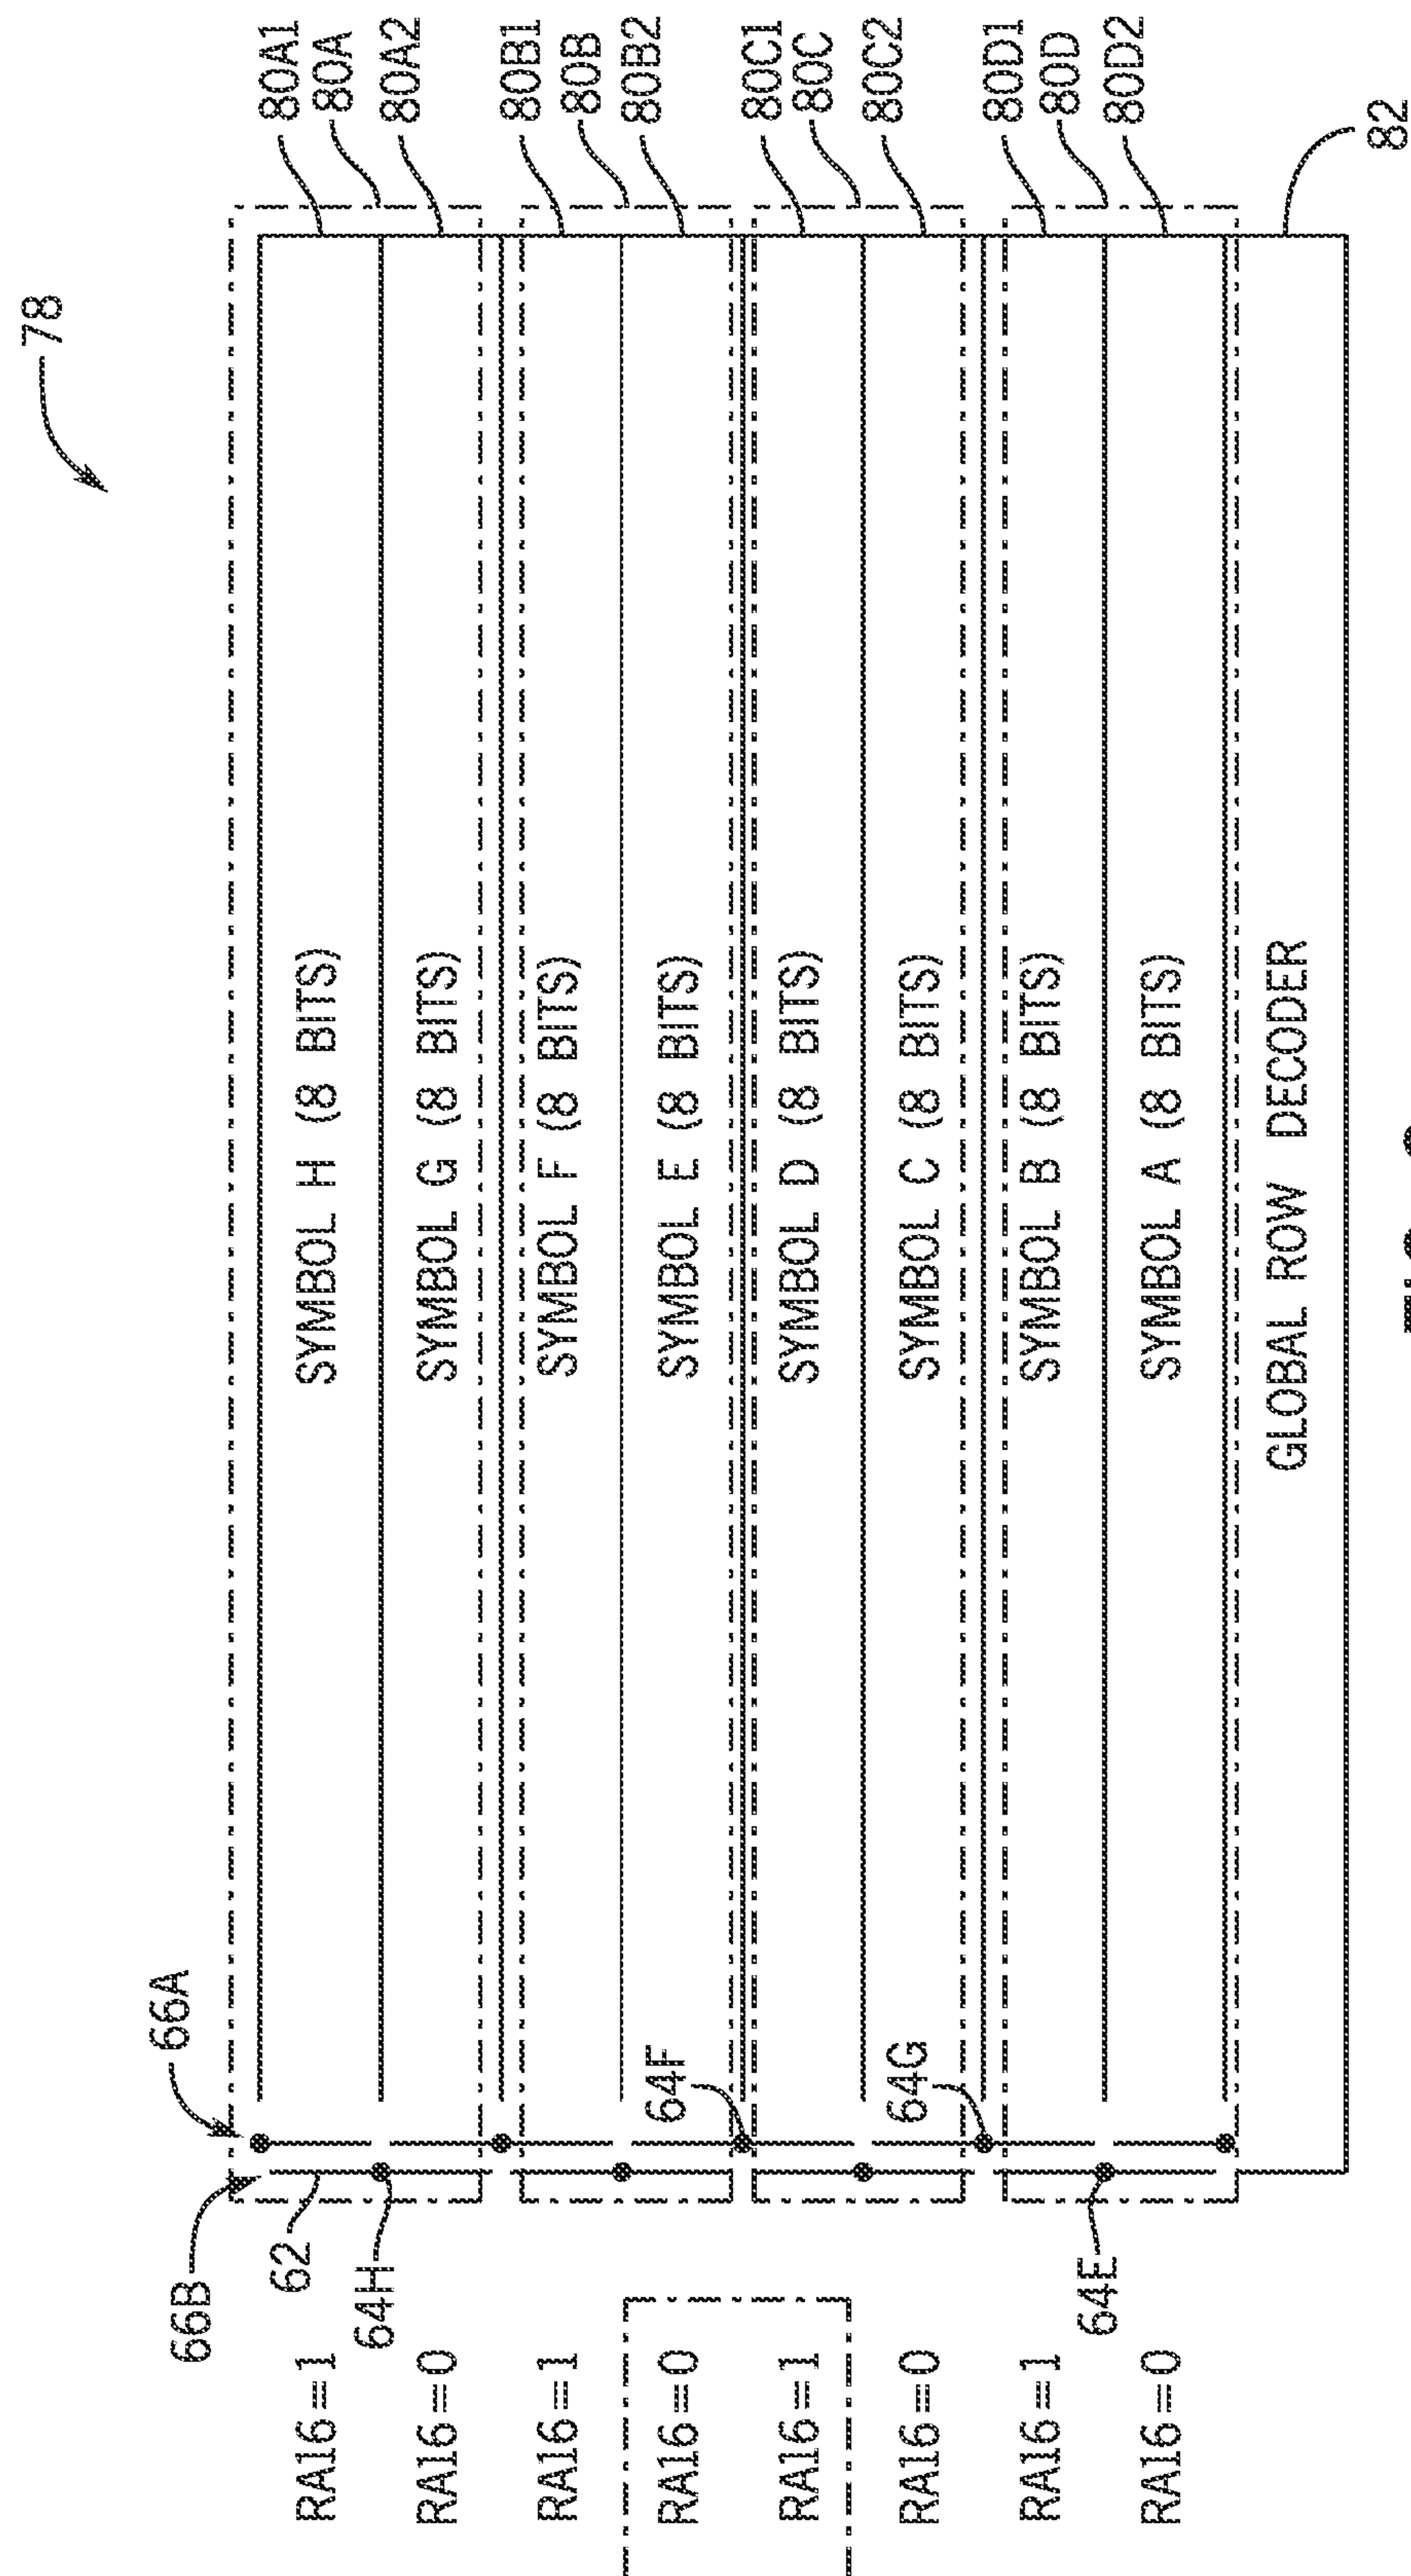 78
66A
66B
62
80A1
RA16=1
SYMBOL H (8 BITS)
80A
64H
80A2
RA16=0
SYMBOL G (8 BITS)
80B1
RA16=1
SYMBOL F (8 BITS)
80B
80B2
64F
RA16=0
SYMBOL E (8 BITS)
80C1
RA16=1
SYMBOL D (8 BITS)
80C
80C2
64G
RA16=0
SYMBOL C (8 BITS)
80D1
RA16=1
SYMBOL B (8 BITS)
80D
64E
80D2
RA16=0
SYMBOL A (8 BITS)
GLOBAL ROW DECODER
82